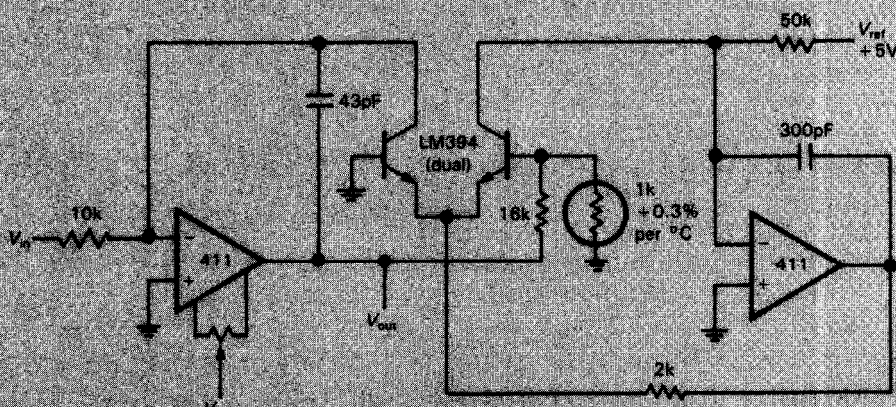 50k
V_ref
+5V
43pF
LM394
(dual)
300pF
10k
V_in
411
−
+
16k
1k
+0.3%
per °C
411
−
+
V_out
2k